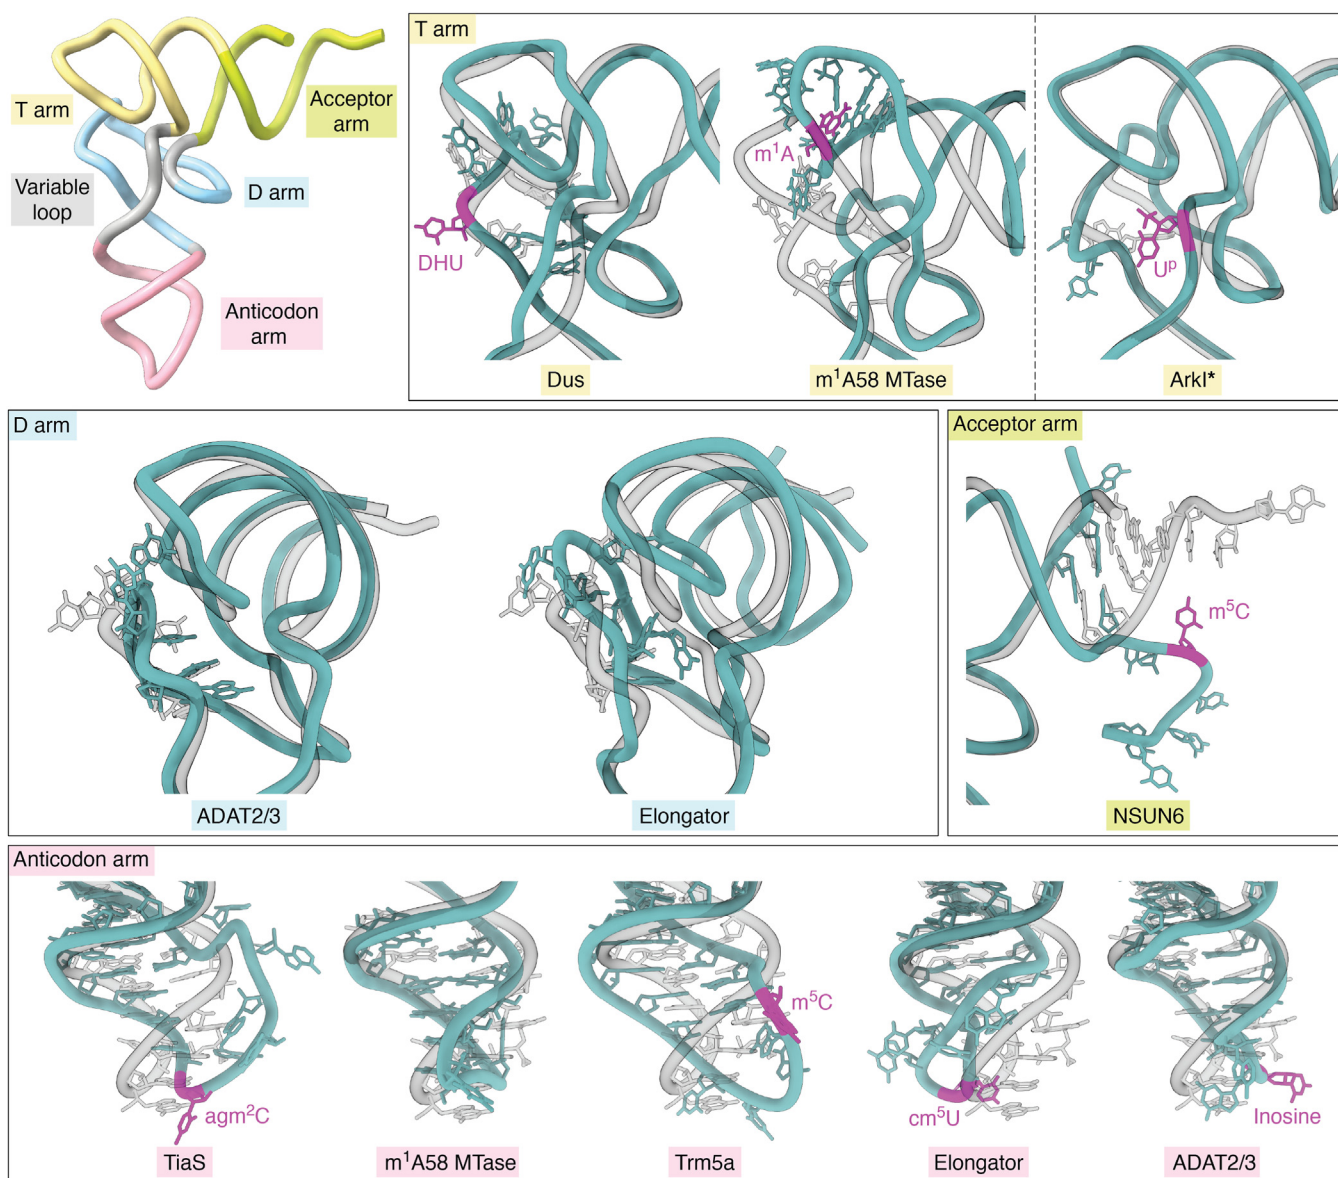 T arm
Acceptor
arm
Variable
loop
D arm
Anticodon
arm
T arm
DHU
m¹A
Uᵖ
Dus
m¹A58 MTase
ArkI*
D arm
ADAT2/3
Elongator
Acceptor arm
m⁵C
NSUN6
Anticodon arm
agm²C
m⁵C
cm⁵U
Inosine
TiaS
m¹A58 MTase
Trm5a
Elongator
ADAT2/3